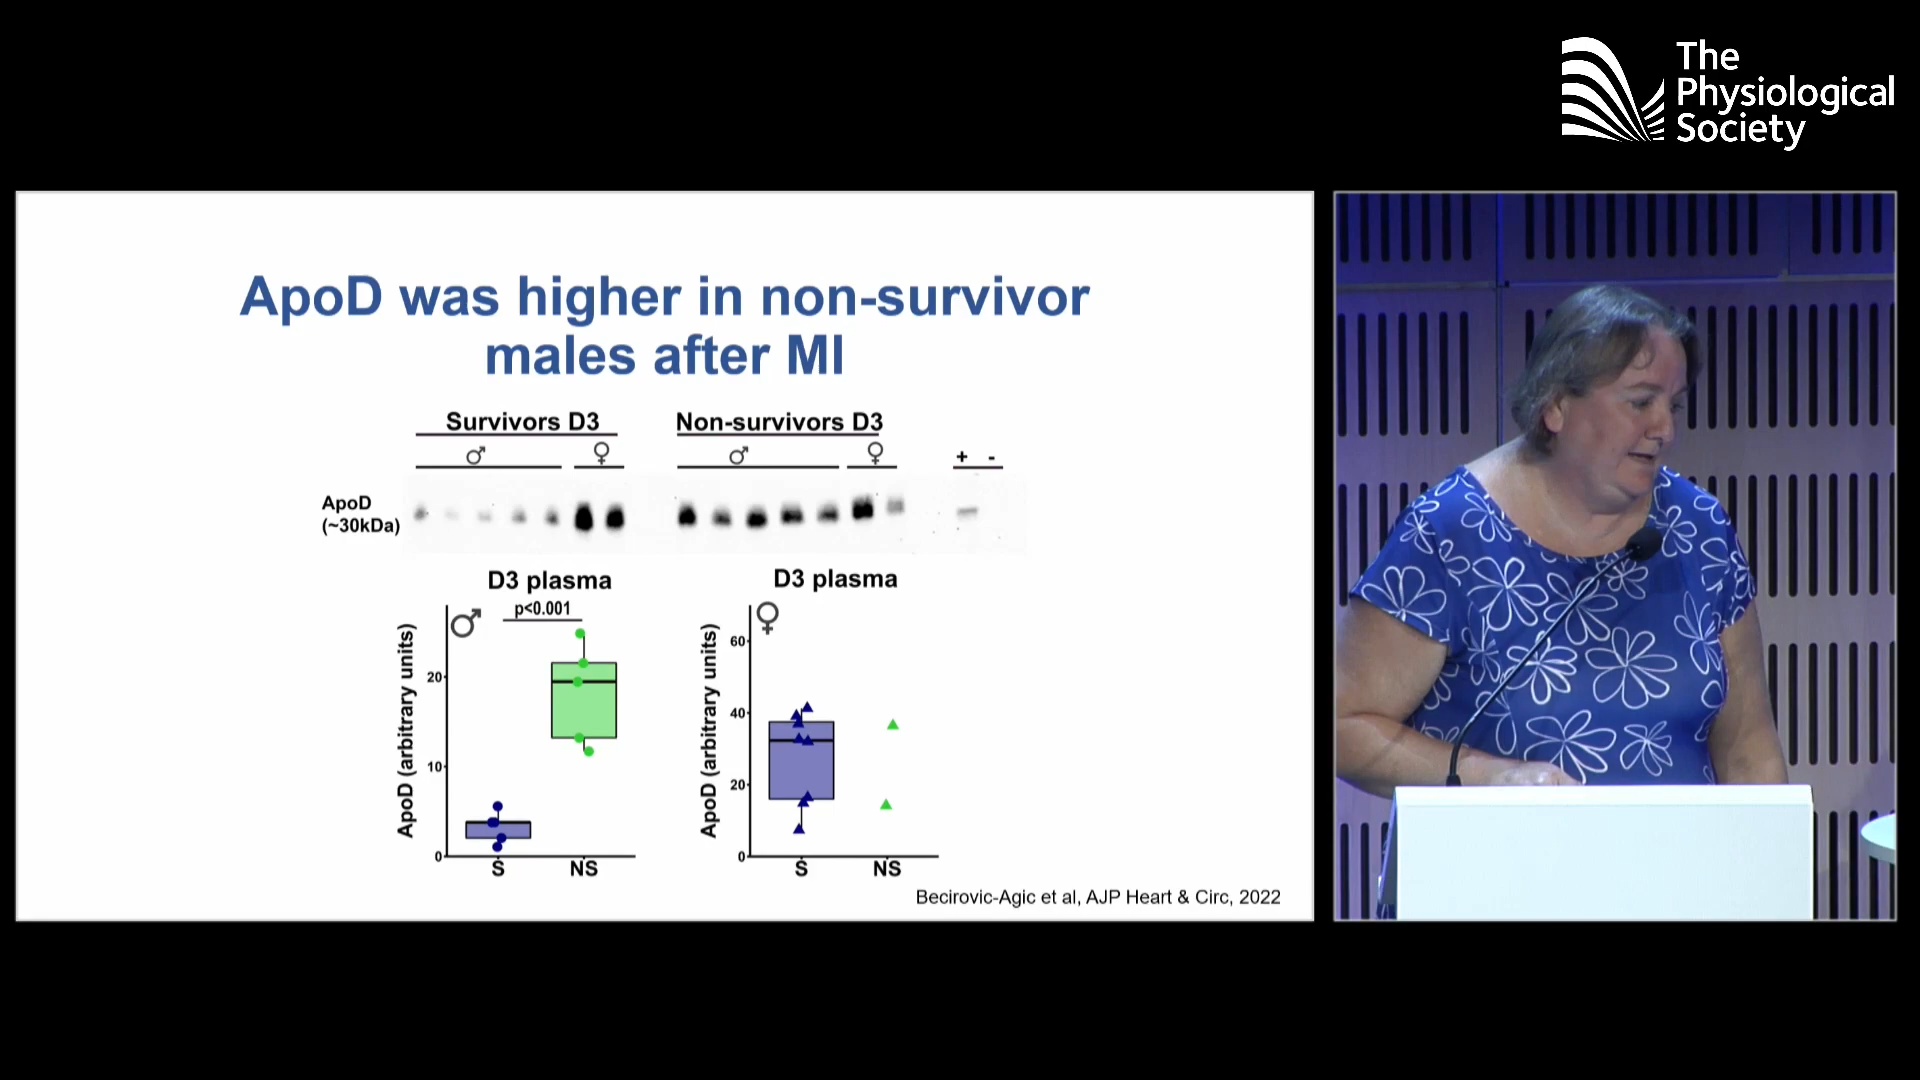 The
Physiological
Society
ApoD was higher in non-survivor
males after MI
Survivors D3
Non-survivors D3
♂
♀
♂
♀
+ -
ApoD
(~30kDa)
D3 plasma
♂
p<0.001
ApoD (arbitrary units)
20
10
0
S
NS
D3 plasma
♀
ApoD (arbitrary units)
60
40
20
0
S
NS
Becirovic-Agic et al, AJP Heart & Circ, 2022